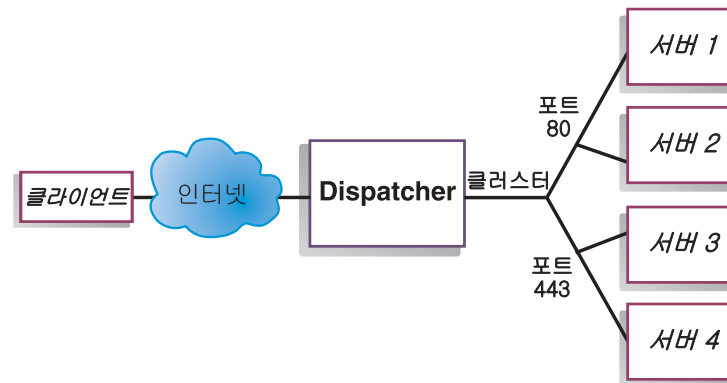 클라이언트
인터넷
Dispatcher
클러스터
포트
80
포트
443
서버 1
서버 2
서버 3
서버 4